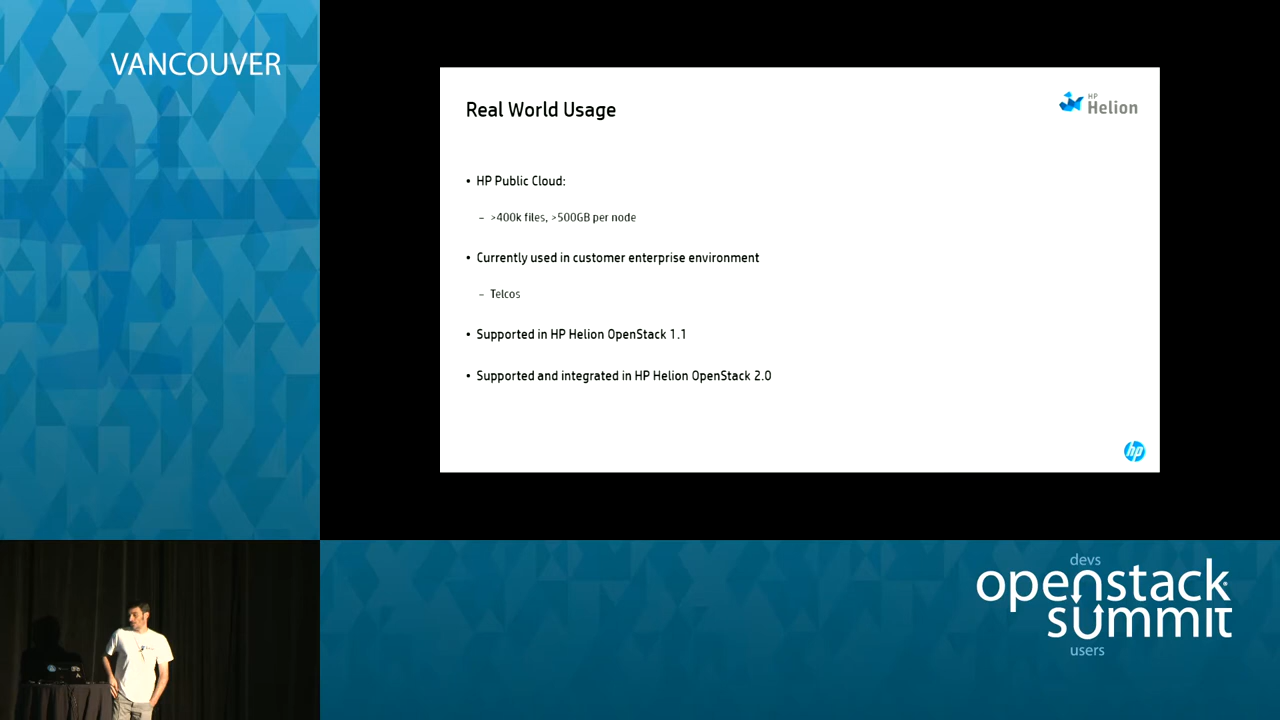 VANCOUVER
Real World Usage
HP
Helion
• HP Public Cloud:
– >400k files, >500GB per node
• Currently used in customer enterprise environment
– Telcos
• Supported in HP Helion OpenStack 1.1
• Supported and integrated in HP Helion OpenStack 2.0
hp
devs
openstack
summit
users